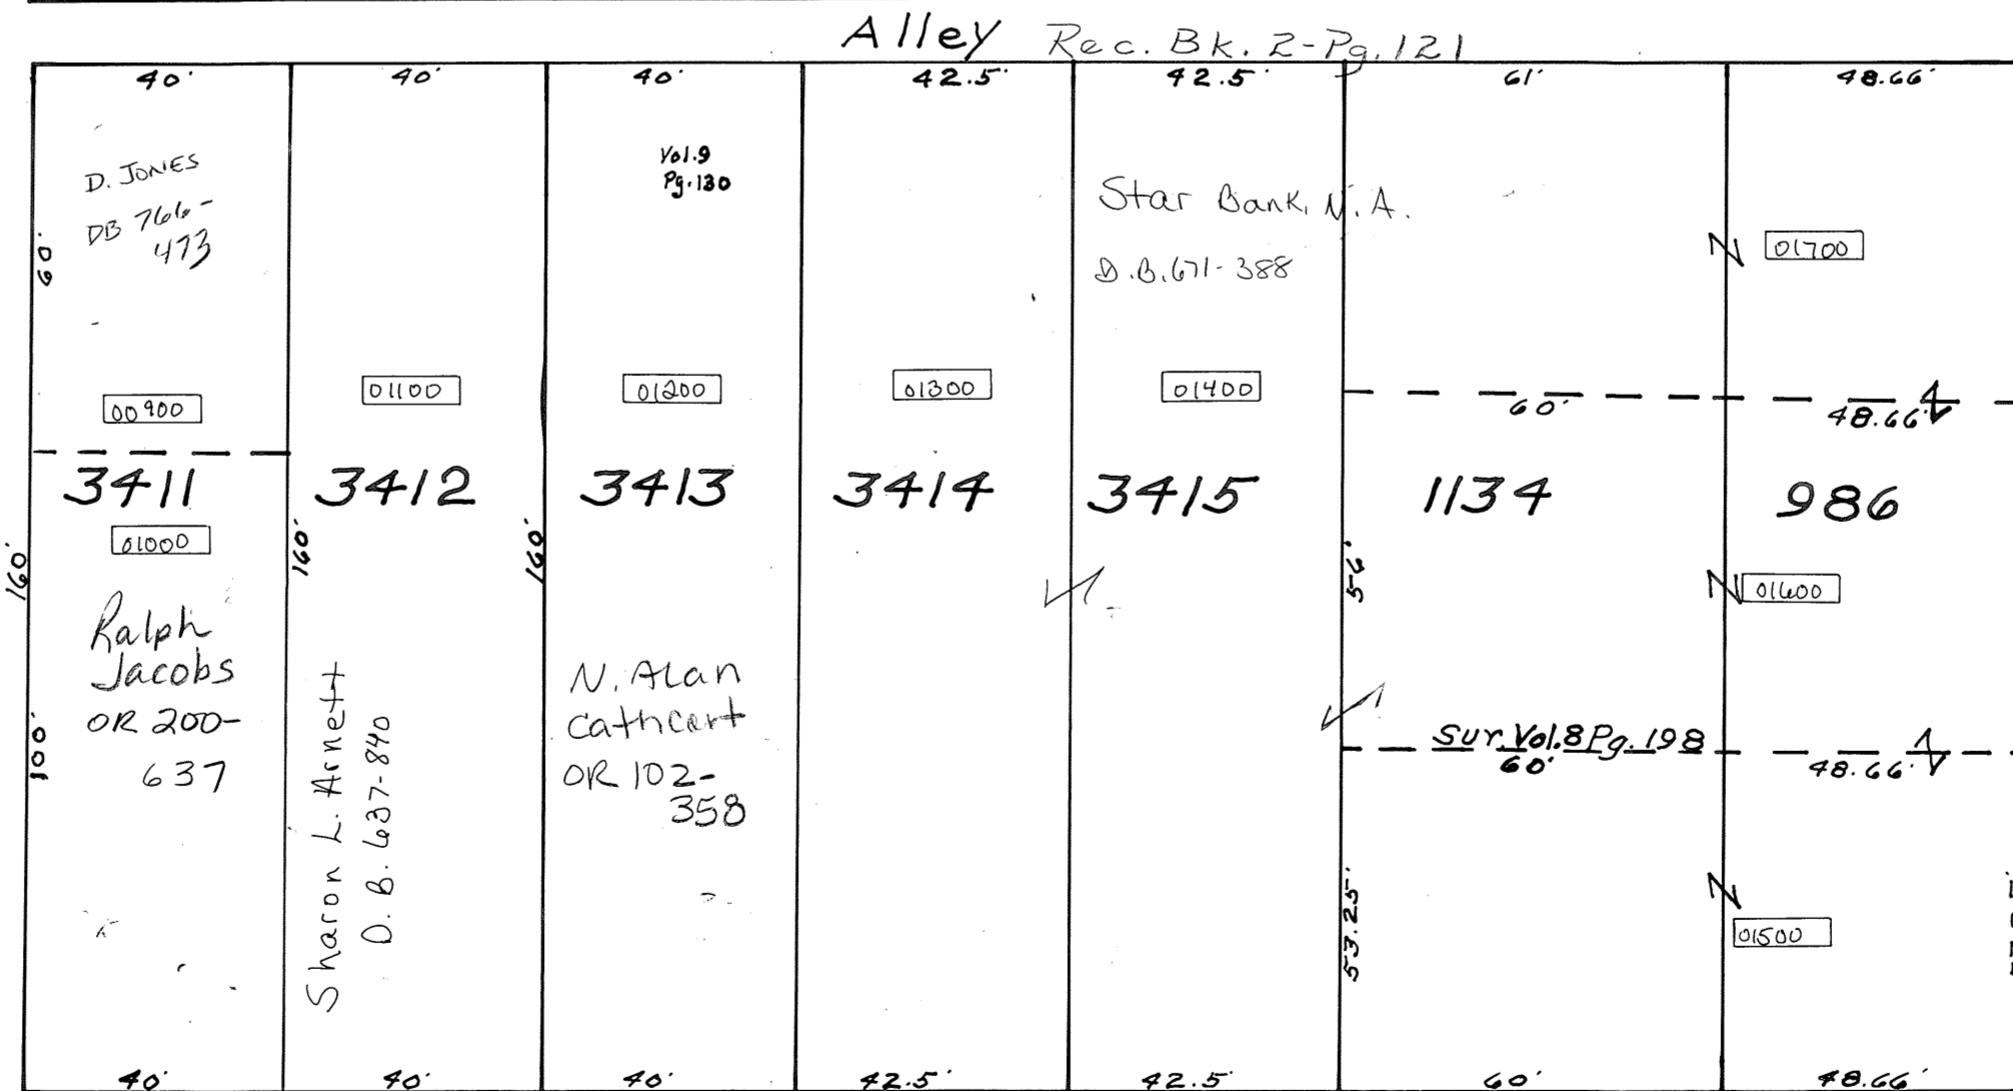 Alley Rec. Bk. 2-Pg. 121
40' 40' 40' 42.5' 42.5' 61' 48.66'
D. JONES
DB 766-
473
60'
Vol.9
Pg.130
Star Bank, N.A.
D.B.671-388
01700
00900 01100 01200 01300 01400
60' 48.66'
3411 3412 3413 3414 3415 1134 986
01000
160' 160' 160' 56'
01600
Ralph
Jacobs
OR 200-
637
100'
Sharon L. Arnett
D.B. 637-840
N. Alan
Cathcart
OR 102-
358
Sur. Vol.8 Pg.198
60' 48.66'
53.25'
01500
40' 40' 40' 42.5' 42.5' 60' 48.66'